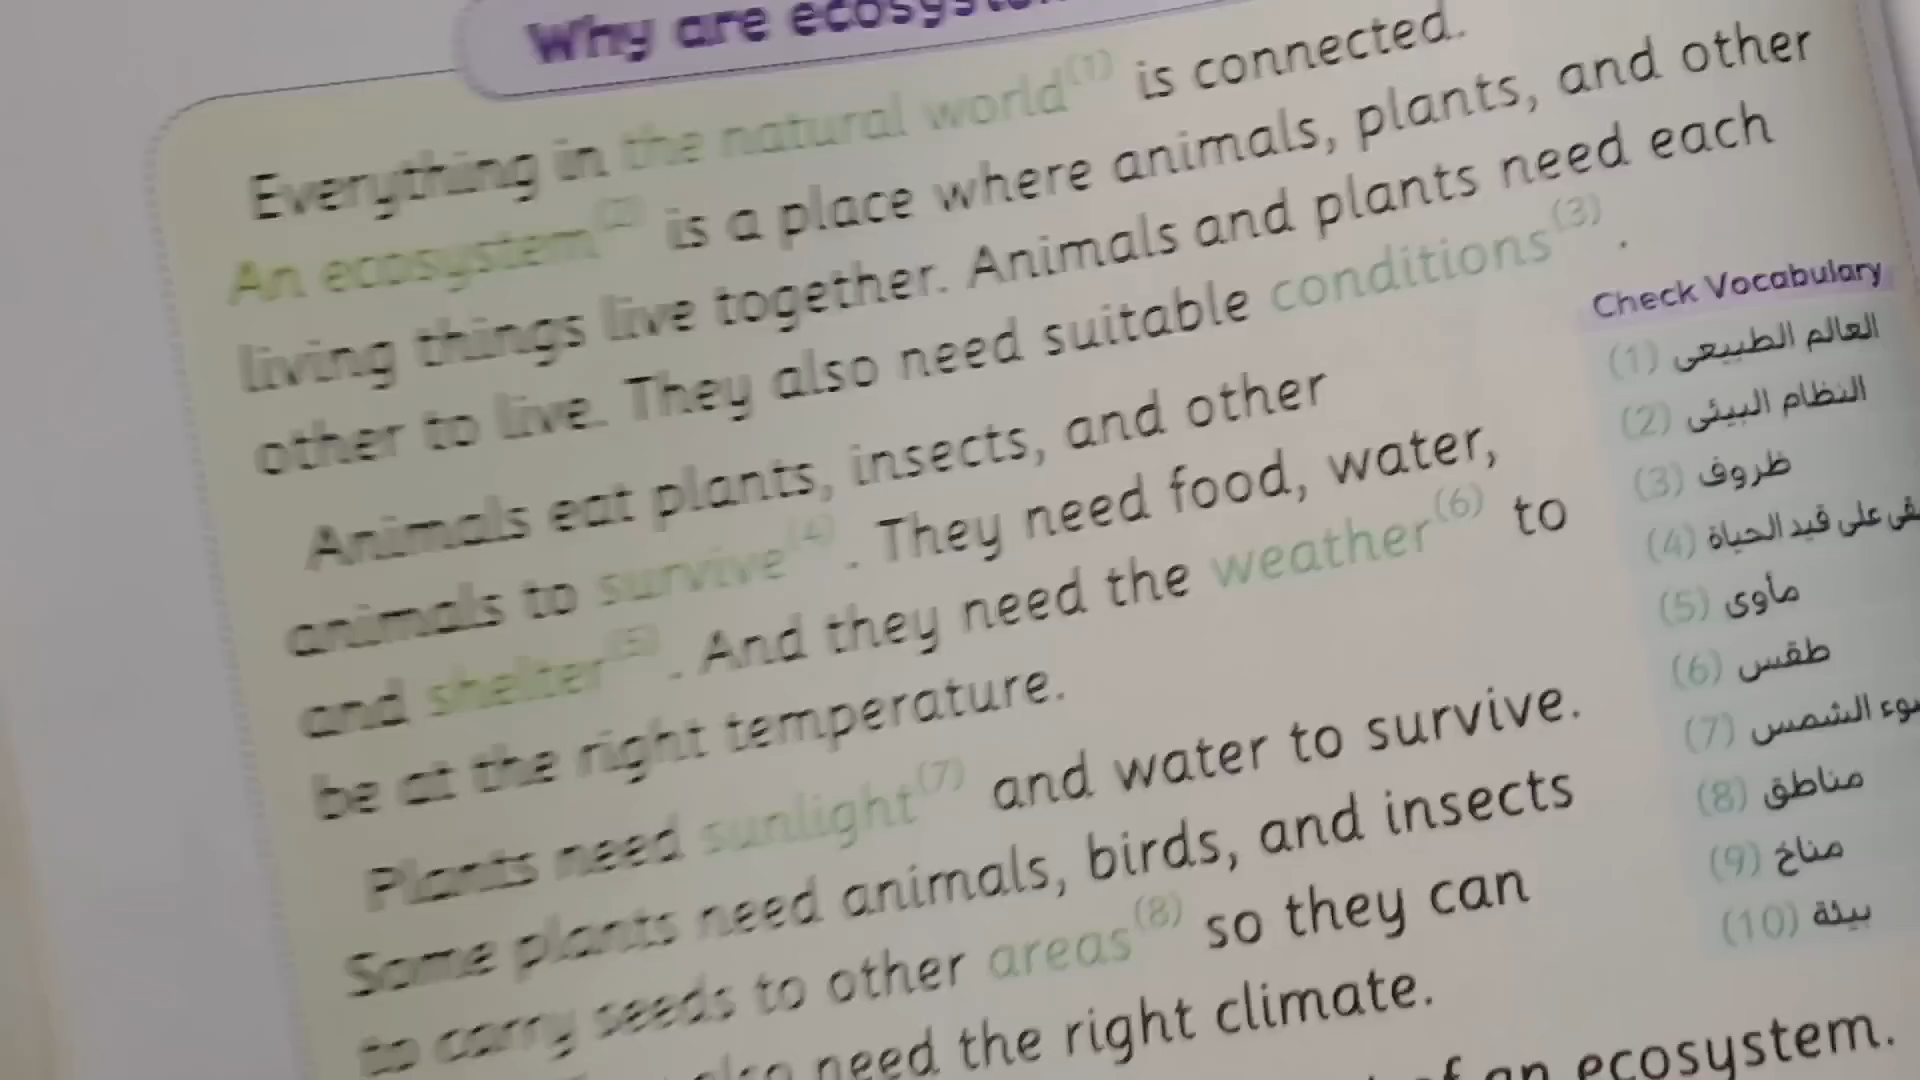 Why are
Everything in the natural world(1) is connected.
An ecosystem(2) is a place where animals, plants, and other
living things live together. Animals and plants need each
other to live. They also need suitable conditions(3).
Animals eat plants, insects, and other
animals to survive(4). They need food, water,
and shelter(5). And they need the weather(6) to
be at the right temperature.
Plants need sunlight(7) and water to survive.
Some plants need animals, birds, and insects
to carry seeds to other areas(8) so they can
need the right climate.
an ecosystem.
Check Vocabulary
(1) العالم الطبيعى
(2) النظام البيئى
(3) ظروف
(4) على قيد الحياة
(5) مأوى
(6) طقس
(7) الشمس
(8) مناطق
(9) مناخ
(10) بيئة